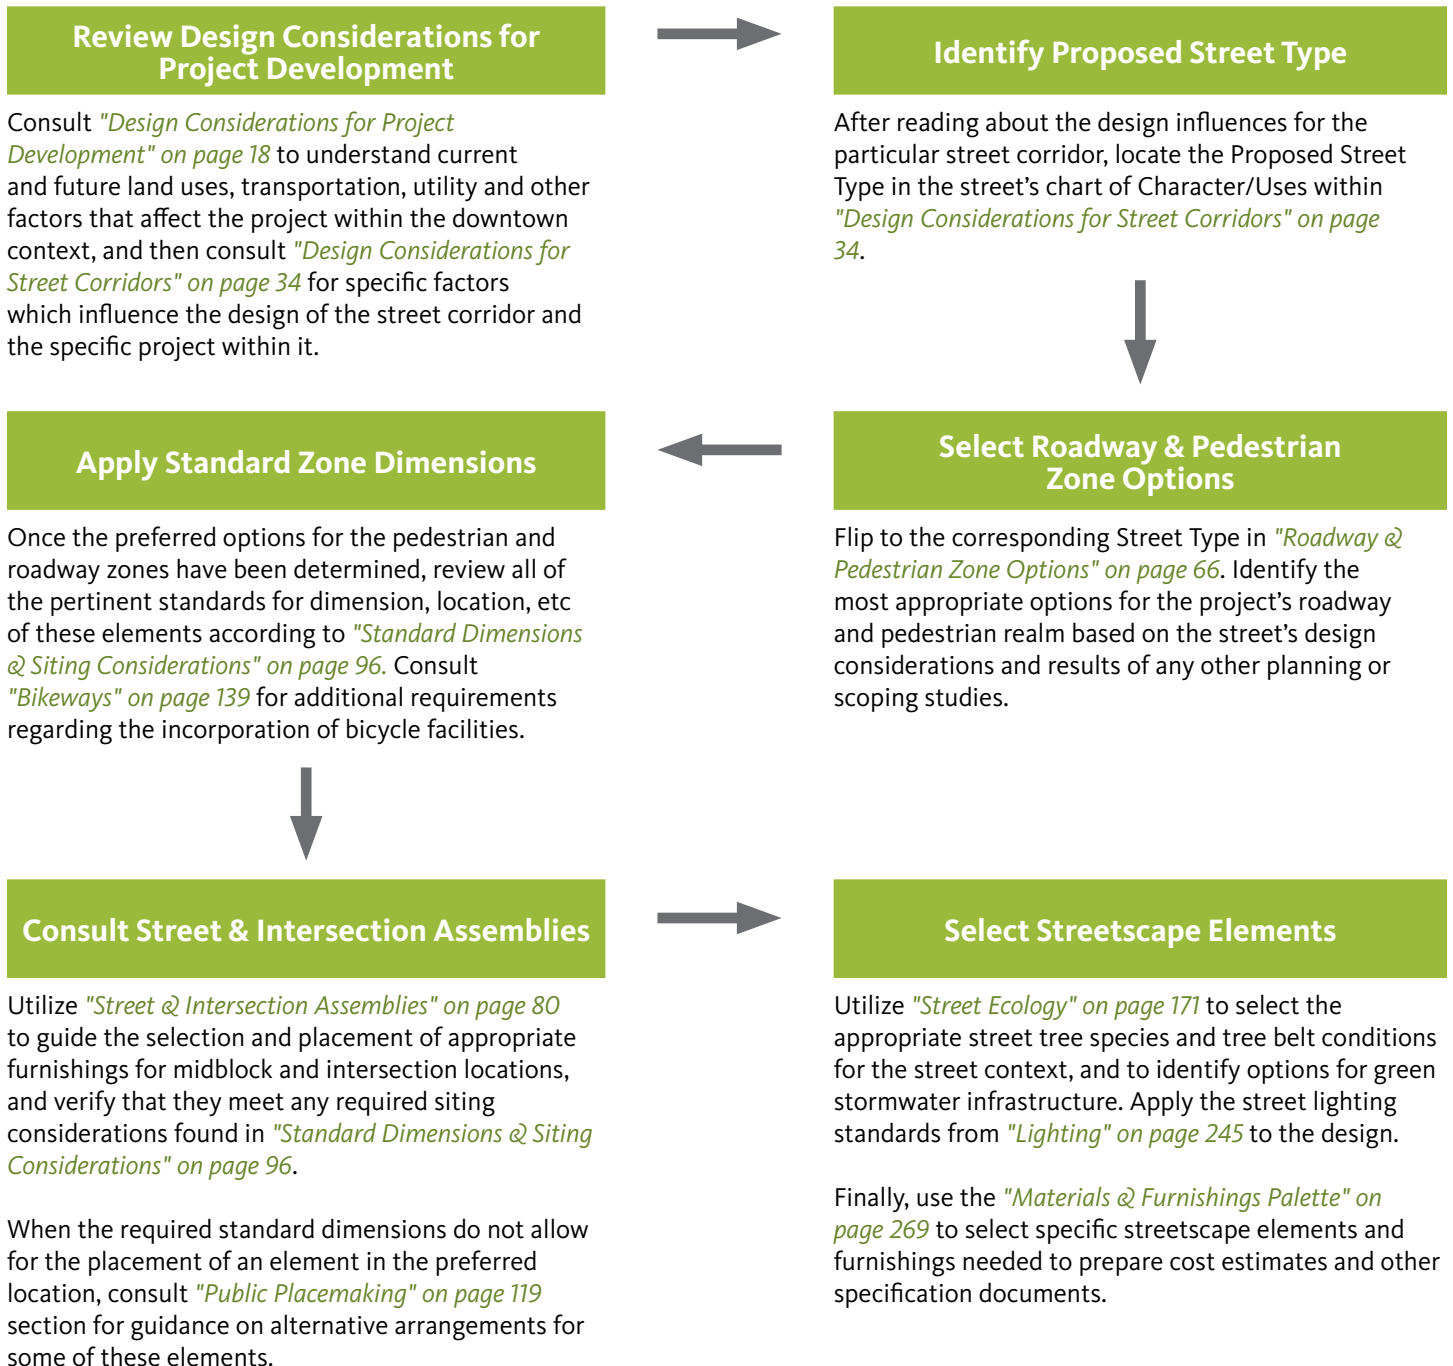 Review Design Considerations for
Project Development
Consult "Design Considerations for Project
Development" on page 18 to understand current
and future land uses, transportation, utility and other
factors that affect the project within the downtown
context, and then consult "Design Considerations for
Street Corridors" on page 34 for specific factors
which influence the design of the street corridor and
the specific project within it.
Identify Proposed Street Type
After reading about the design influences for the
particular street corridor, locate the Proposed Street
Type in the street's chart of Character/Uses within
"Design Considerations for Street Corridors" on page
34.
Select Roadway & Pedestrian
Zone Options
Flip to the corresponding Street Type in "Roadway &
Pedestrian Zone Options" on page 66. Identify the
most appropriate options for the project's roadway
and pedestrian realm based on the street's design
considerations and results of any other planning or
scoping studies.
Apply Standard Zone Dimensions
Once the preferred options for the pedestrian and
roadway zones have been determined, review all of
the pertinent standards for dimension, location, etc
of these elements according to "Standard Dimensions
& Siting Considerations" on page 96. Consult
"Bikeways" on page 139 for additional requirements
regarding the incorporation of bicycle facilities.
Consult Street & Intersection Assemblies
Utilize "Street & Intersection Assemblies" on page 80
to guide the selection and placement of appropriate
furnishings for midblock and intersection locations,
and verify that they meet any required siting
considerations found in "Standard Dimensions & Siting
Considerations" on page 96.
When the required standard dimensions do not allow
for the placement of an element in the preferred
location, consult "Public Placemaking" on page 119
section for guidance on alternative arrangements for
some of these elements.
Select Streetscape Elements
Utilize "Street Ecology" on page 171 to select the
appropriate street tree species and tree belt conditions
for the street context, and to identify options for green
stormwater infrastructure. Apply the street lighting
standards from "Lighting" on page 245 to the design.
Finally, use the "Materials & Furnishings Palette" on
page 269 to select specific streetscape elements and
furnishings needed to prepare cost estimates and other
specification documents.